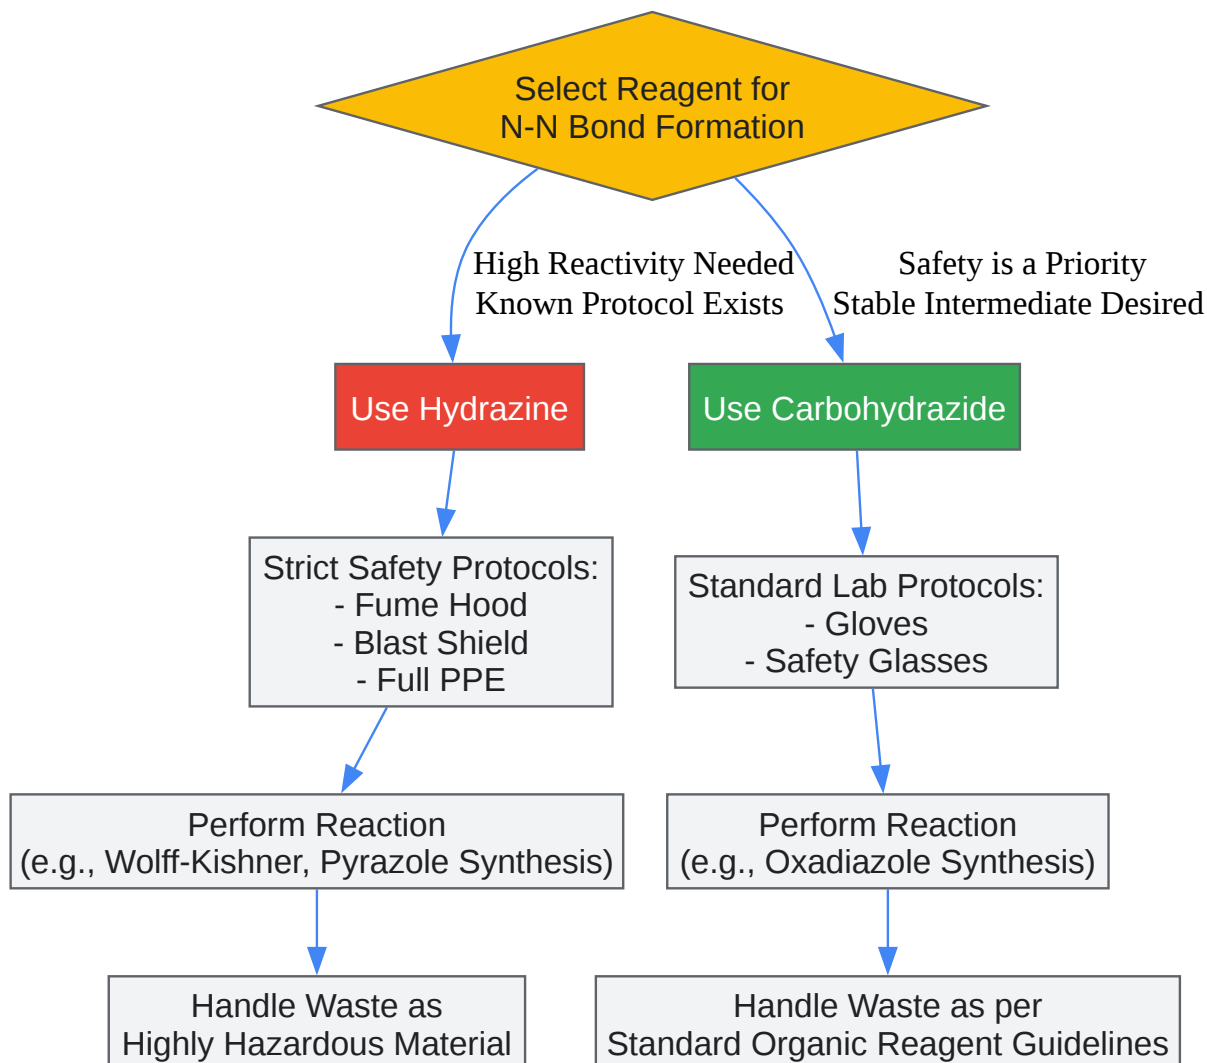 Select Reagent for
N-N Bond Formation
High Reactivity Needed
Known Protocol Exists
Safety is a Priority
Stable Intermediate Desired
Use Hydrazine
Use Carbohydrazide
Strict Safety Protocols:
- Fume Hood
- Blast Shield
- Full PPE
Standard Lab Protocols:
- Gloves
- Safety Glasses
Perform Reaction
(e.g., Wolff-Kishner, Pyrazole Synthesis)
Perform Reaction
(e.g., Oxadiazole Synthesis)
Handle Waste as
Highly Hazardous Material
Handle Waste as per
Standard Organic Reagent Guidelines